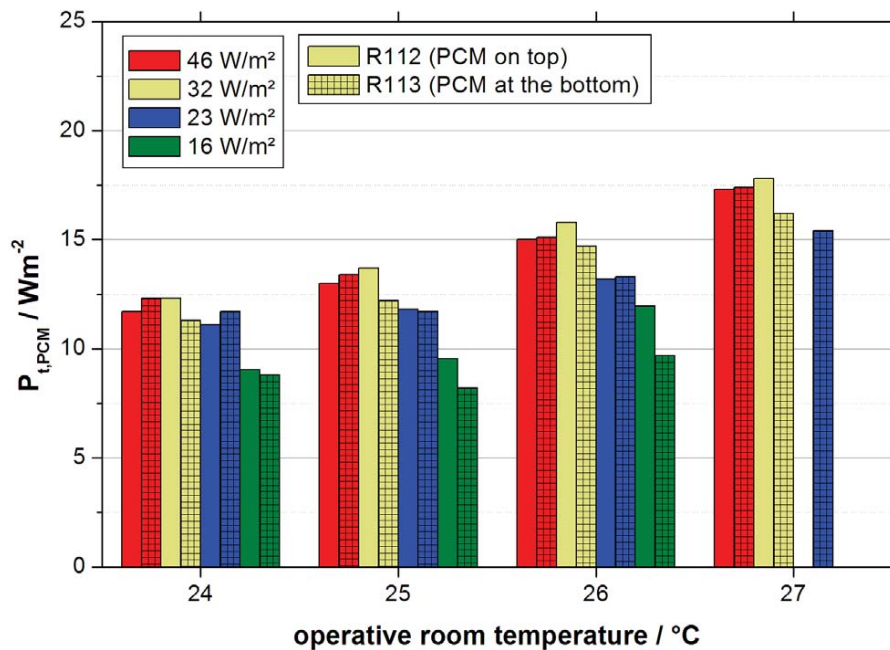 25
20
15
10
5
0
P_t,PCM / Wm⁻²
46 W/m²
32 W/m²
23 W/m²
16 W/m²
R112 (PCM on top)
R113 (PCM at the bottom)
24 25 26 27
operative room temperature / °C